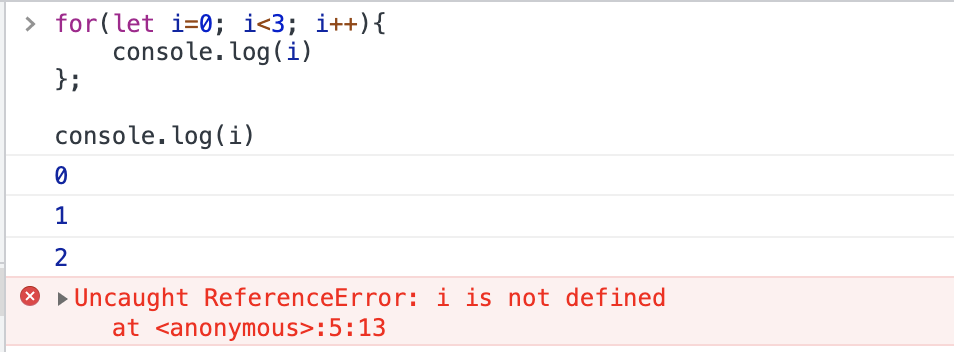 for(let i=0; i<3; i++){
    console.log(i)
};
console.log(i)
0
1
2
Uncaught ReferenceError: i is not defined
    at <anonymous>:5:13